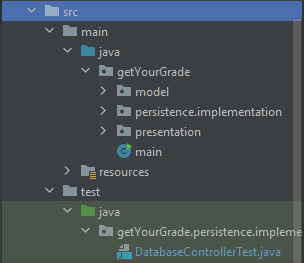 src
main
java
getYourGrade
model
persistence.implementation
presentation
main
resources
test
java
getYourGrade.persistence.impleme
DatabaseControllerTest.java